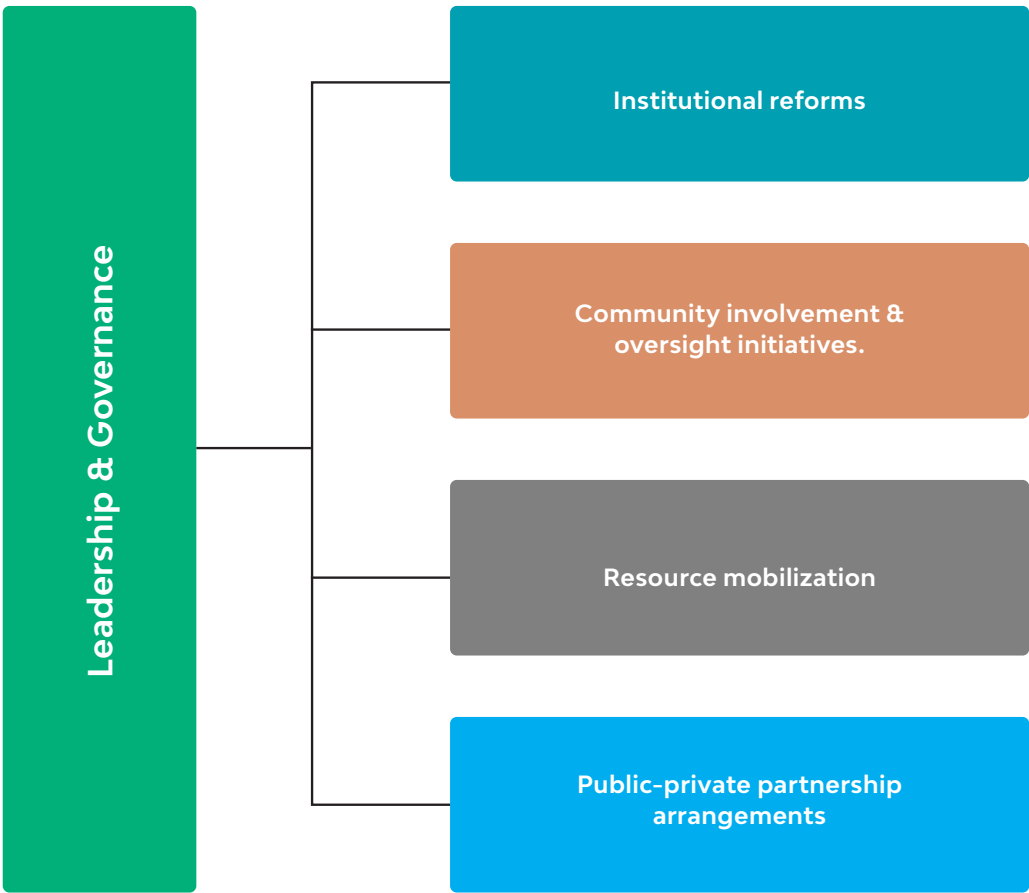 Leadership & Governance
Institutional reforms
Community involvement &
oversight initiatives.
Resource mobilization
Public-private partnership
arrangements